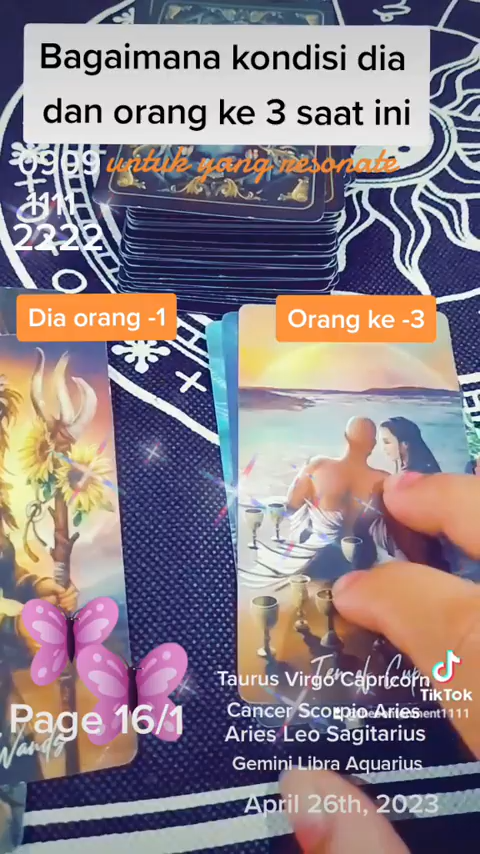 Bagaimana kondisi dia
dan orang ke 3 saat ini
0909 untuk yang resonate
1111
2222
Dia orang -1
Orang ke -3
Ten of Cups
Taurus Virgo Capricorn
TikTok
Cancer Scorpio Aries
Aries Leo Sagitarius
Page 16/1
Wands
Gemini Libra Aquarius
April 26th, 2023